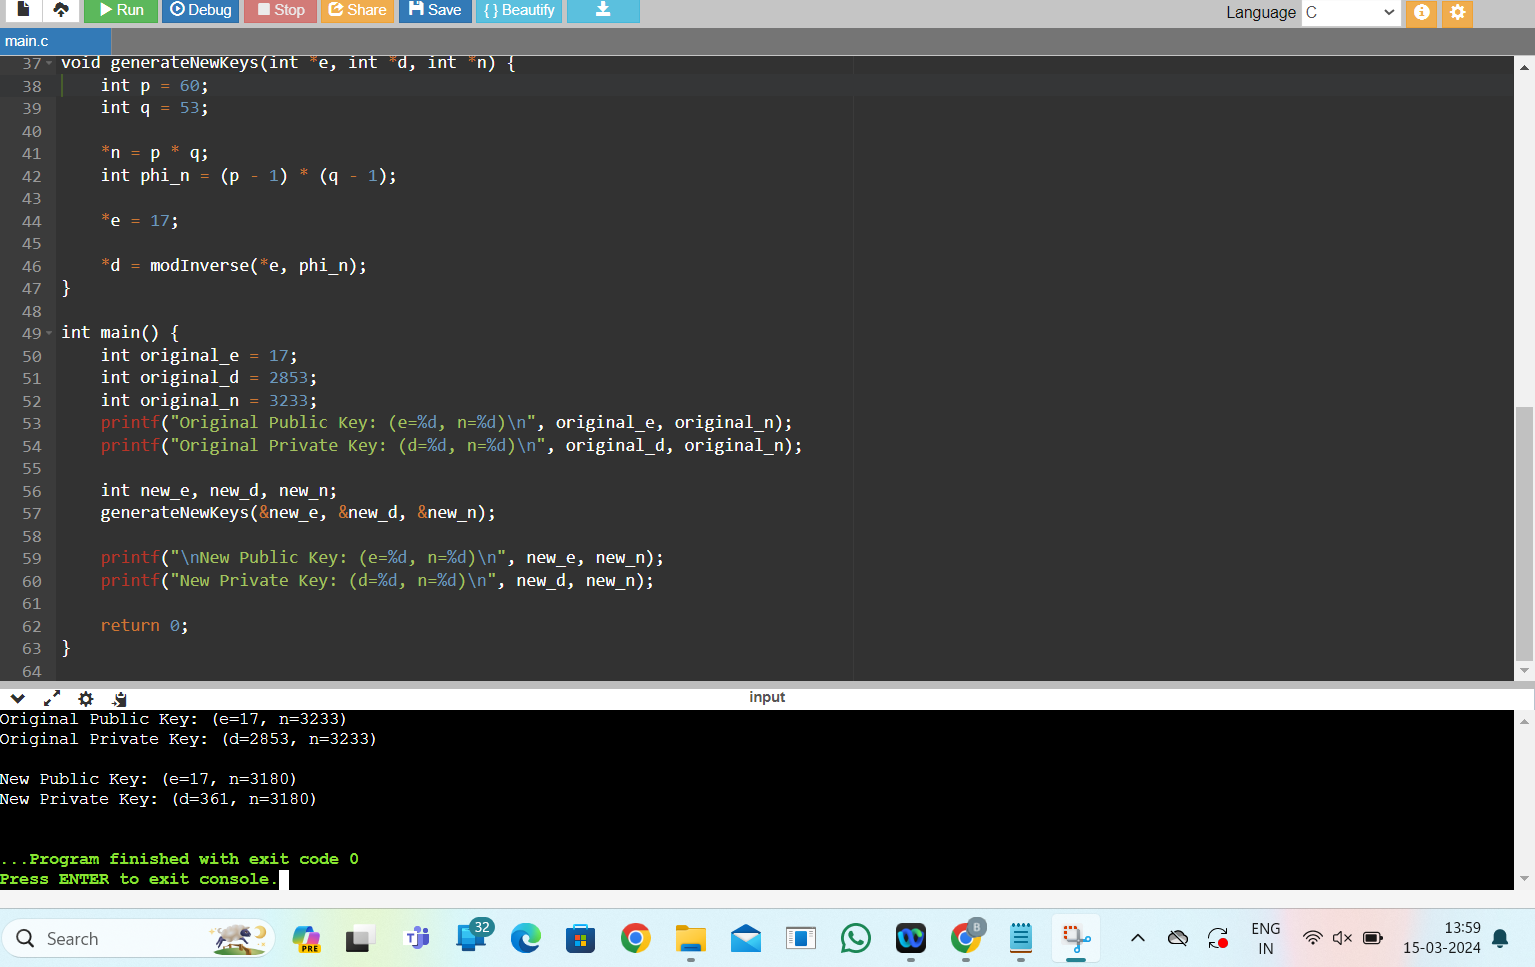 Run Debug Stop Share Save { } Beautify Language C
main.c
37 void generateNewKeys(int *e, int *d, int *n) {
38 int p = 60;
39 int q = 53;
40
41 *n = p * q;
42 int phi_n = (p - 1) * (q - 1);
43
44 *e = 17;
45
46 *d = modInverse(*e, phi_n);
47 }
48
49 int main() {
50 int original_e = 17;
51 int original_d = 2853;
52 int original_n = 3233;
53 printf("Original Public Key: (e=%d, n=%d)\n", original_e, original_n);
54 printf("Original Private Key: (d=%d, n=%d)\n", original_d, original_n);
55
56 int new_e, new_d, new_n;
57 generateNewKeys(&new_e, &new_d, &new_n);
58
59 printf("\nNew Public Key: (e=%d, n=%d)\n", new_e, new_n);
60 printf("New Private Key: (d=%d, n=%d)\n", new_d, new_n);
61
62 return 0;
63 }
64
input
Original Public Key: (e=17, n=3233)
Original Private Key: (d=2853, n=3233)
New Public Key: (e=17, n=3180)
New Private Key: (d=361, n=3180)
...Program finished with exit code 0
Press ENTER to exit console.
Search PRE 32 B ENG 13:59
IN 15-03-2024